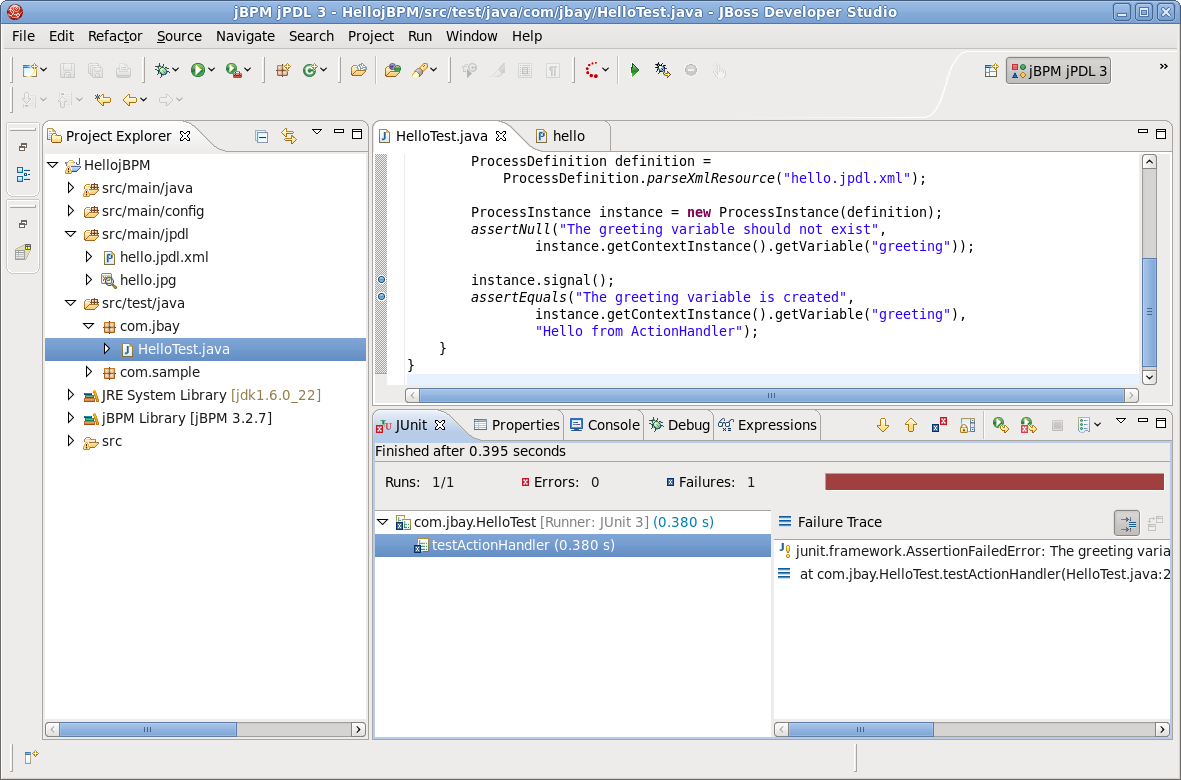 jBPM jPDL 3 - HellojBPM/src/test/java/com/jbay/HelloTest.java - JBoss Developer Studio
File Edit Refactor Source Navigate Search Project Run Window Help
jBPM jPDL 3
Project Explorer
HellojBPM
src/main/java
src/main/config
src/main/jpdl
hello.jpdl.xml
hello.jpg
src/test/java
com.jbay
HelloTest.java
com.sample
JRE System Library [jdk1.6.0_22]
jBPM Library [jBPM 3.2.7]
src
HelloTest.java hello
ProcessDefinition definition =
ProcessDefinition.parseXmlResource("hello.jpdl.xml");
ProcessInstance instance = new ProcessInstance(definition);
assertNull("The greeting variable should not exist",
instance.getContextInstance().getVariable("greeting"));
instance.signal();
assertEquals("The greeting variable is created",
instance.getContextInstance().getVariable("greeting"),
"Hello from ActionHandler");
}
}
JUnit Properties Console Debug Expressions
Finished after 0.395 seconds
Runs: 1/1 Errors: 0 Failures: 1
com.jbay.HelloTest [Runner: JUnit 3] (0.380 s)
testActionHandler (0.380 s)
Failure Trace
junit.framework.AssertionFailedError: The greeting varia
at com.jbay.HelloTest.testActionHandler(HelloTest.java:2